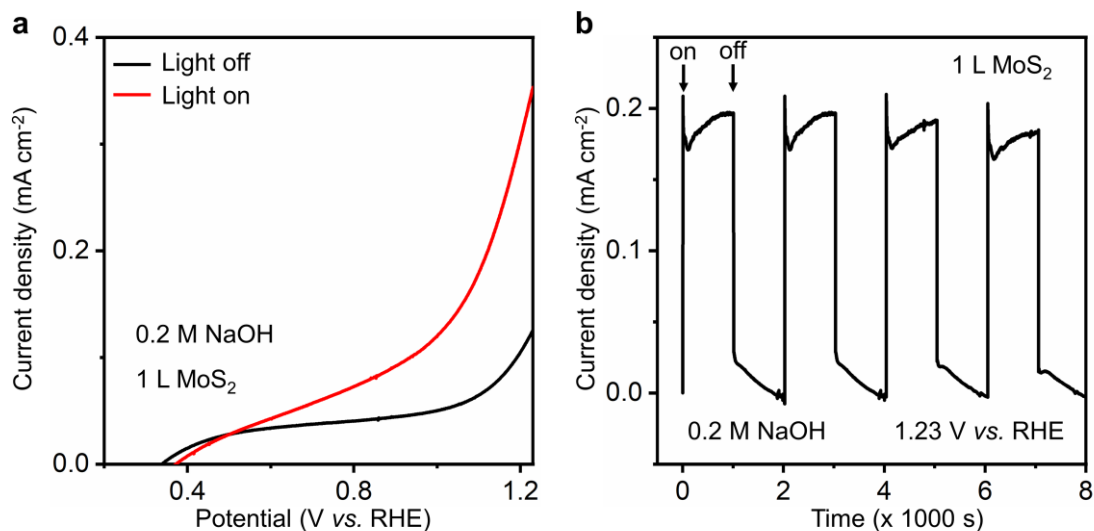 a
0.4
Light off
Light on
0.2
0.2 M NaOH
1 L MoS₂
0.0
0.4
0.8
1.2
Current density (mA cm⁻²)
Potential (V vs. RHE)
b
on
off
1 L MoS₂
0.2
0.1
0.0
0.2 M NaOH
1.23 V vs. RHE
0
2
4
6
8
Current density (mA cm⁻²)
Time (x 1000 s)